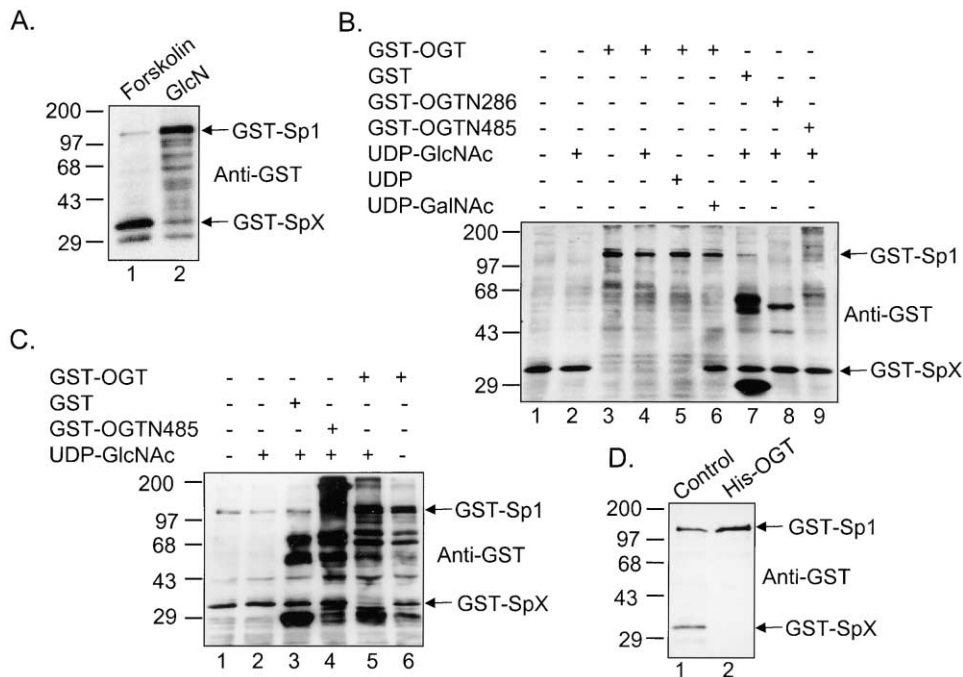 A.
Forskolin
GlcN
200
97
68
43
29
GST-Sp1
Anti-GST
GST-SpX
1 2
B.
GST-OGT - - + + + + - - -
GST - - - - - - + - -
GST-OGTN286 - - - - - - - + -
GST-OGTN485 - - - - - - - - +
UDP-GlcNAc - + - + - - + + +
UDP - - - - + - - - -
UDP-GalNAc - - - - - + - - -
200
97
68
43
29
GST-Sp1
Anti-GST
GST-SpX
1 2 3 4 5 6 7 8 9
C.
GST-OGT - - - - + +
GST - - + - - -
GST-OGTN485 - - - + - -
UDP-GlcNAc - + + + + -
200
97
68
43
29
GST-Sp1
Anti-GST
GST-SpX
1 2 3 4 5 6
D.
Control
His-OGT
200
97
68
43
29
GST-Sp1
Anti-GST
GST-SpX
1 2